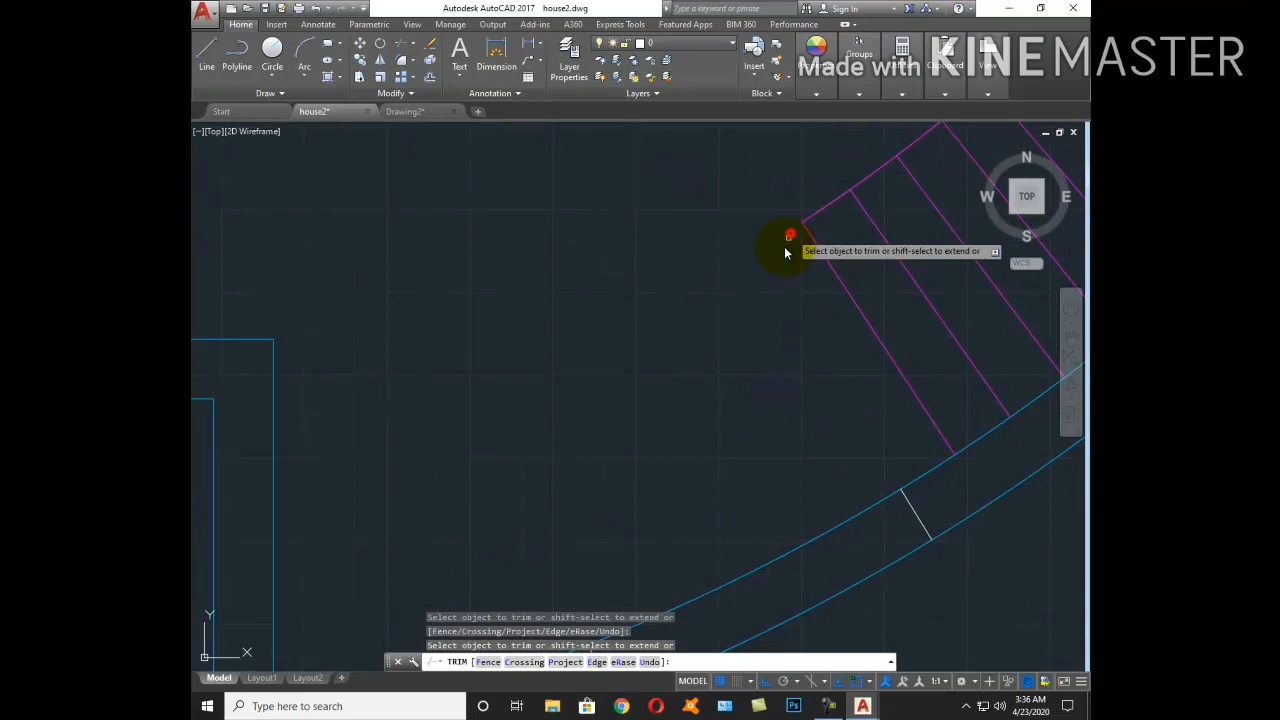 Autodesk AutoCAD 2017 house2.dwg
Type a keyword or phrase
Sign In
Home Insert Annotate Parametric View Manage Output Add-ins A360 Express Tools Featured Apps BIM 360 Performance
0
Line Polyline Circle Arc
Text Dimension
Layer
Properties
Insert
Groups
Made with KINEMASTER
Draw Modify Annotation Layers Block
Start house2* Drawing2*
[−][Top][2D Wireframe]
N
W TOP E
S
WCS
Select object to trim or shift-select to extend or
Y
X
Select object to trim or shift-select to extend or
[Fence/Crossing/Project/Edge/eRase/Undo]:
Select object to trim or shift-select to extend or
TRIM [Fence Crossing Project Edge eRase Undo]:
Model Layout1 Layout2
MODEL 1:1
Type here to search
Ps
3:36 AM
4/23/2020